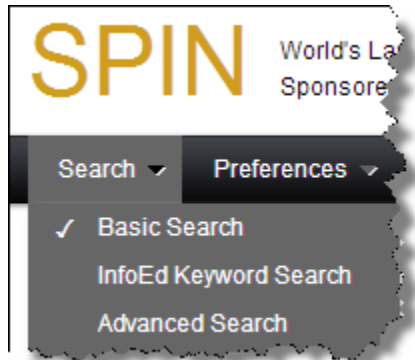 SPIN
World's La
Sponsore
Search Preferences
✓ Basic Search
InfoEd Keyword Search
Advanced Search